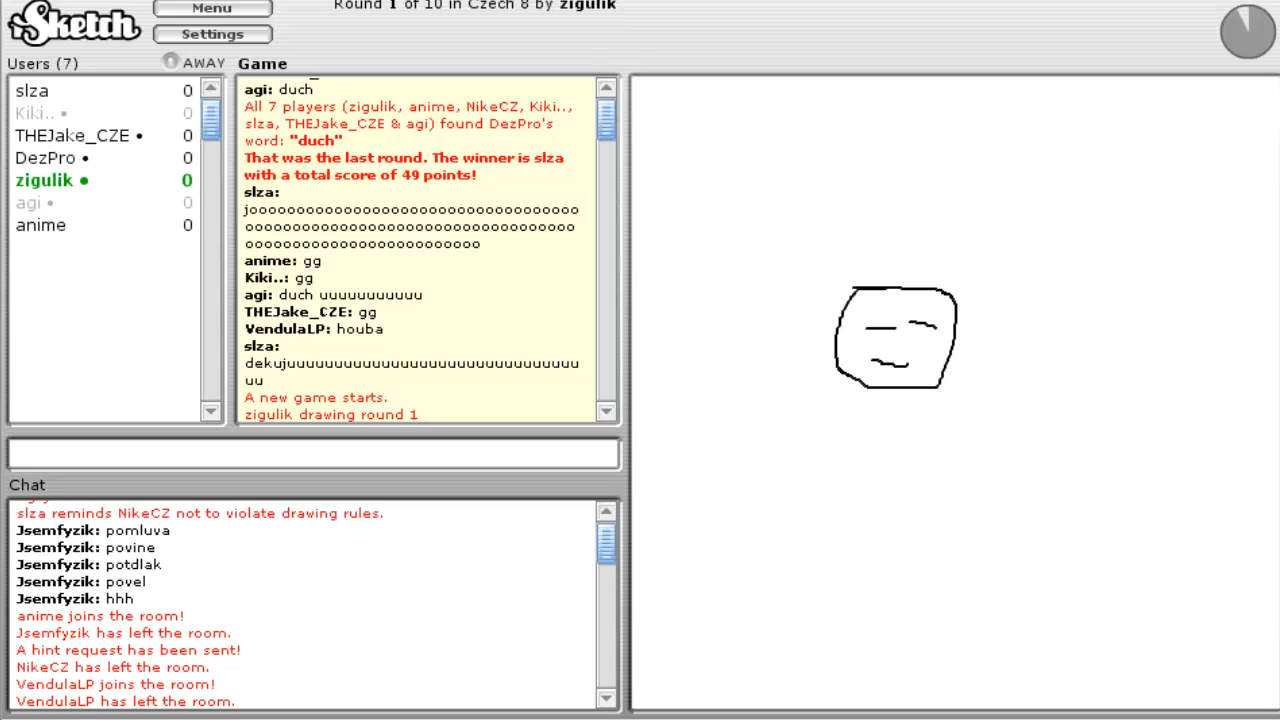 iSketch
Menu
Settings
Round 1 of 10 in Czech 8 by zigulik
Users (7)
AWAY
Game
slza 0
Kiki.. • 0
THEJake_CZE • 0
DezPro • 0
zigulik • 0
agi • 0
anime 0
agi: duch
All 7 players (zigulik, anime, NikeCZ, Kiki..,
slza, THEJake_CZE & agi) found DezPro's
word: "duch"
That was the last round. The winner is slza
with a total score of 49 points!
slza:
joooooooooooooooooooooooooooooooo
ooooooooooooooooooooooooooooooooo
oooooooooooooooooooooooo
anime: gg
Kiki..: gg
agi: duch uuuuuuuuuuu
THEJake_CZE: gg
VendulaLP: houba
slza:
dekujuuuuuuuuuuuuuuuuuuuuuuuuuuuuu
uu
A new game starts.
zigulik drawing round 1
Chat
slza reminds NikeCZ not to violate drawing rules.
Jsemfyzik: pomluva
Jsemfyzik: povine
Jsemfyzik: potdlak
Jsemfyzik: povel
Jsemfyzik: hhh
anime joins the room!
Jsemfyzik has left the room.
A hint request has been sent!
NikeCZ has left the room.
VendulaLP joins the room!
VendulaLP has left the room.